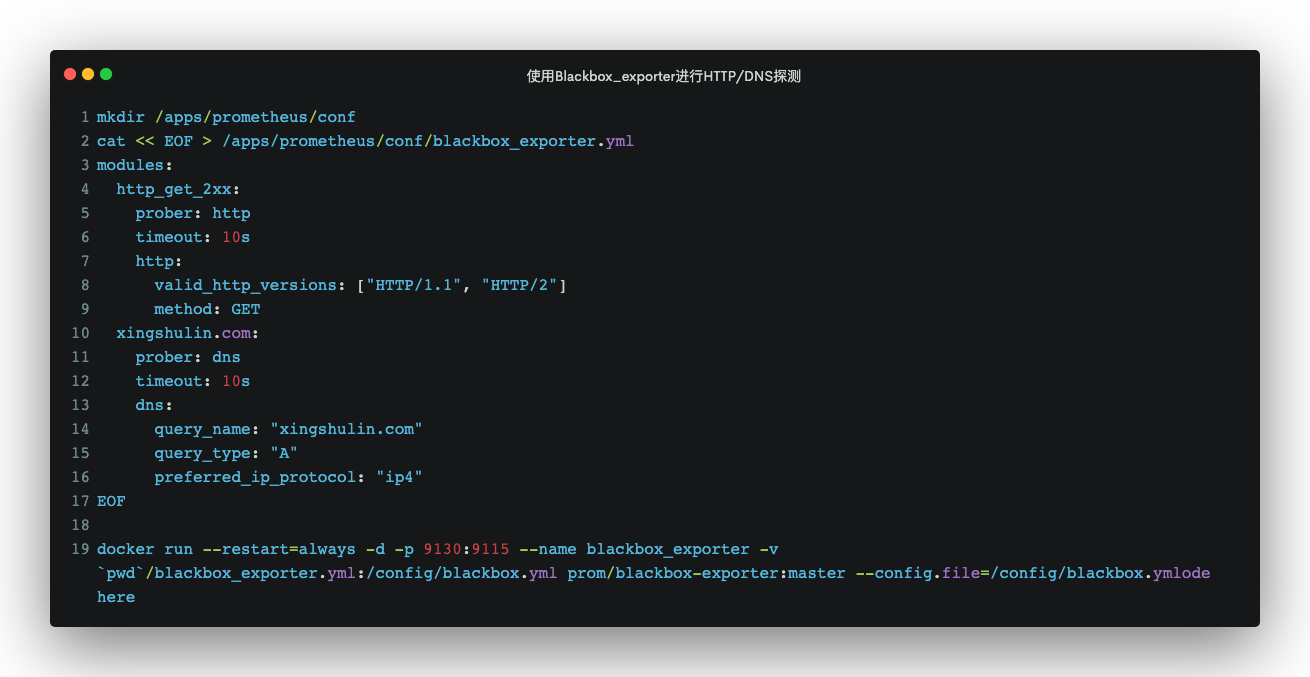 使用Blackbox_exporter进行HTTP/DNS探测
1 mkdir /apps/prometheus/conf
2 cat << EOF > /apps/prometheus/conf/blackbox_exporter.yml
3 modules:
4   http_get_2xx:
5     prober: http
6     timeout: 10s
7     http:
8       valid_http_versions: ["HTTP/1.1", "HTTP/2"]
9       method: GET
10   xingshulin.com:
11     prober: dns
12     timeout: 10s
13     dns:
14       query_name: "xingshulin.com"
15       query_type: "A"
16       preferred_ip_protocol: "ip4"
17 EOF
18
19 docker run --restart=always -d -p 9130:9115 --name blackbox_exporter -v
`pwd`/blackbox_exporter.yml:/config/blackbox.yml prom/blackbox-exporter:master --config.file=/config/blackbox.ymlode
here